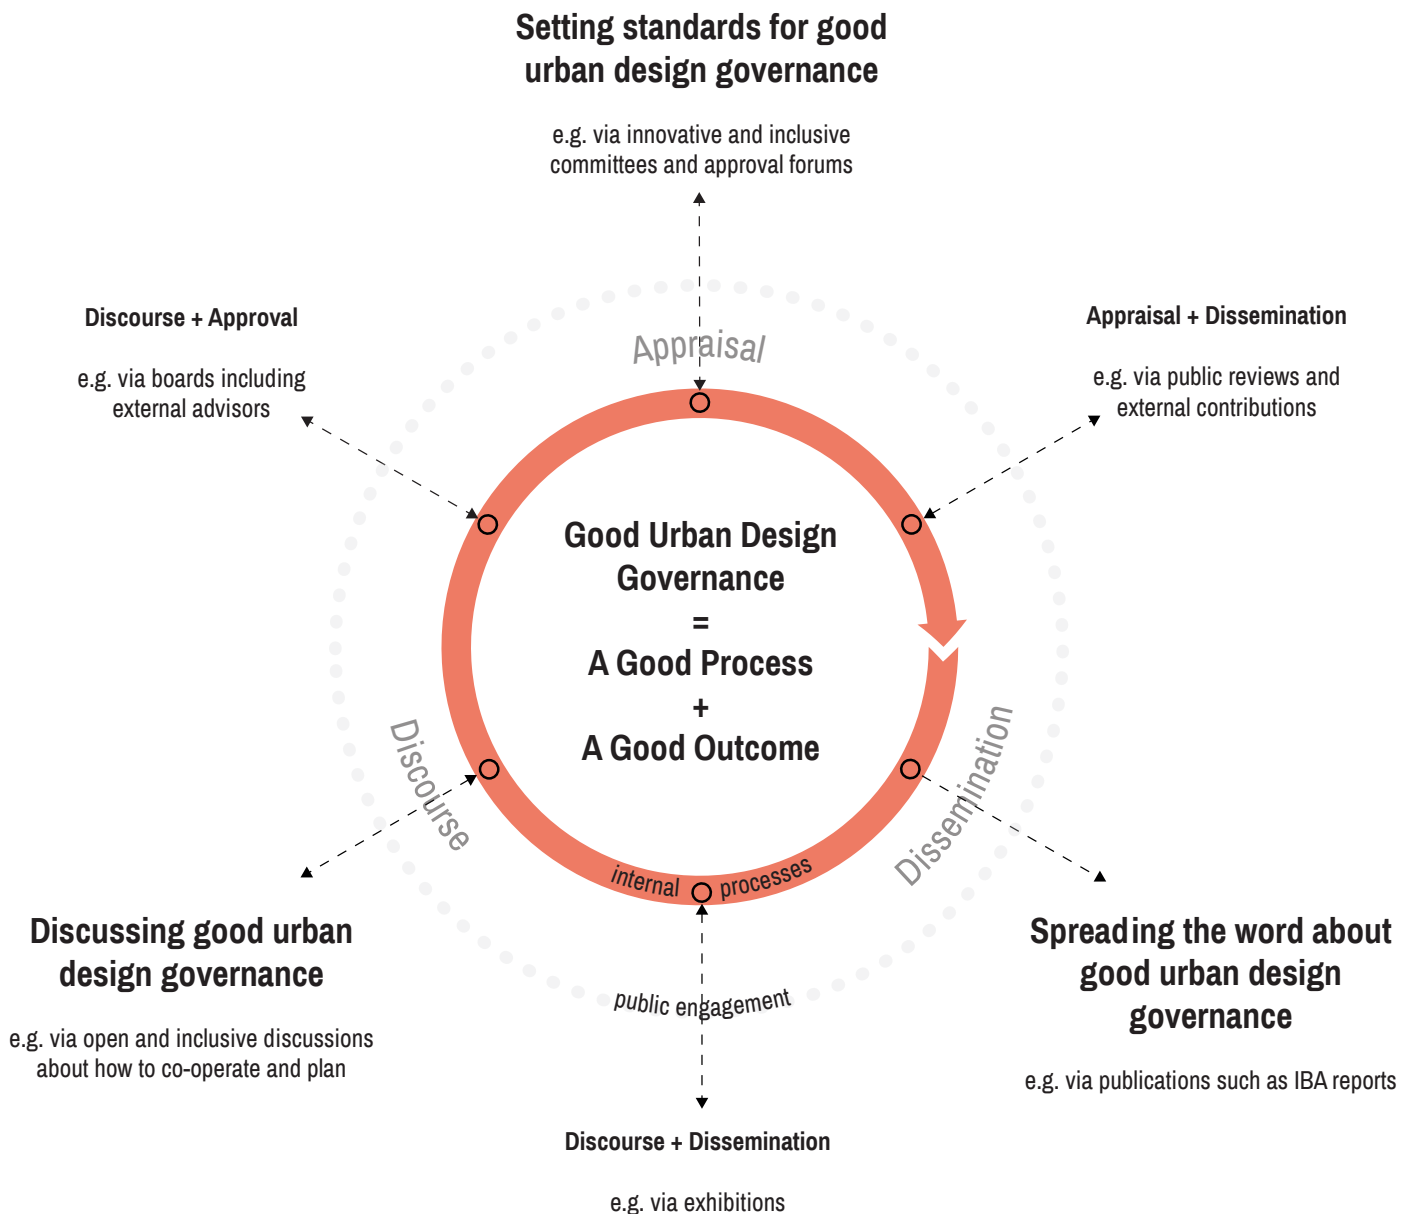 Setting standards for good
urban design governance
e.g. via innovative and inclusive
committees and approval forums
Discourse + Approval
e.g. via boards including
external advisors
Appraisal + Dissemination
e.g. via public reviews and
external contributions
Appraisal
Good Urban Design
Governance
=
A Good Process
+
A Good Outcome
Discourse
Dissemination
internal processes
public engagement
Discussing good urban
design governance
e.g. via open and inclusive discussions
about how to co-operate and plan
Spreading the word about
good urban design
governance
e.g. via publications such as IBA reports
Discourse + Dissemination
e.g. via exhibitions